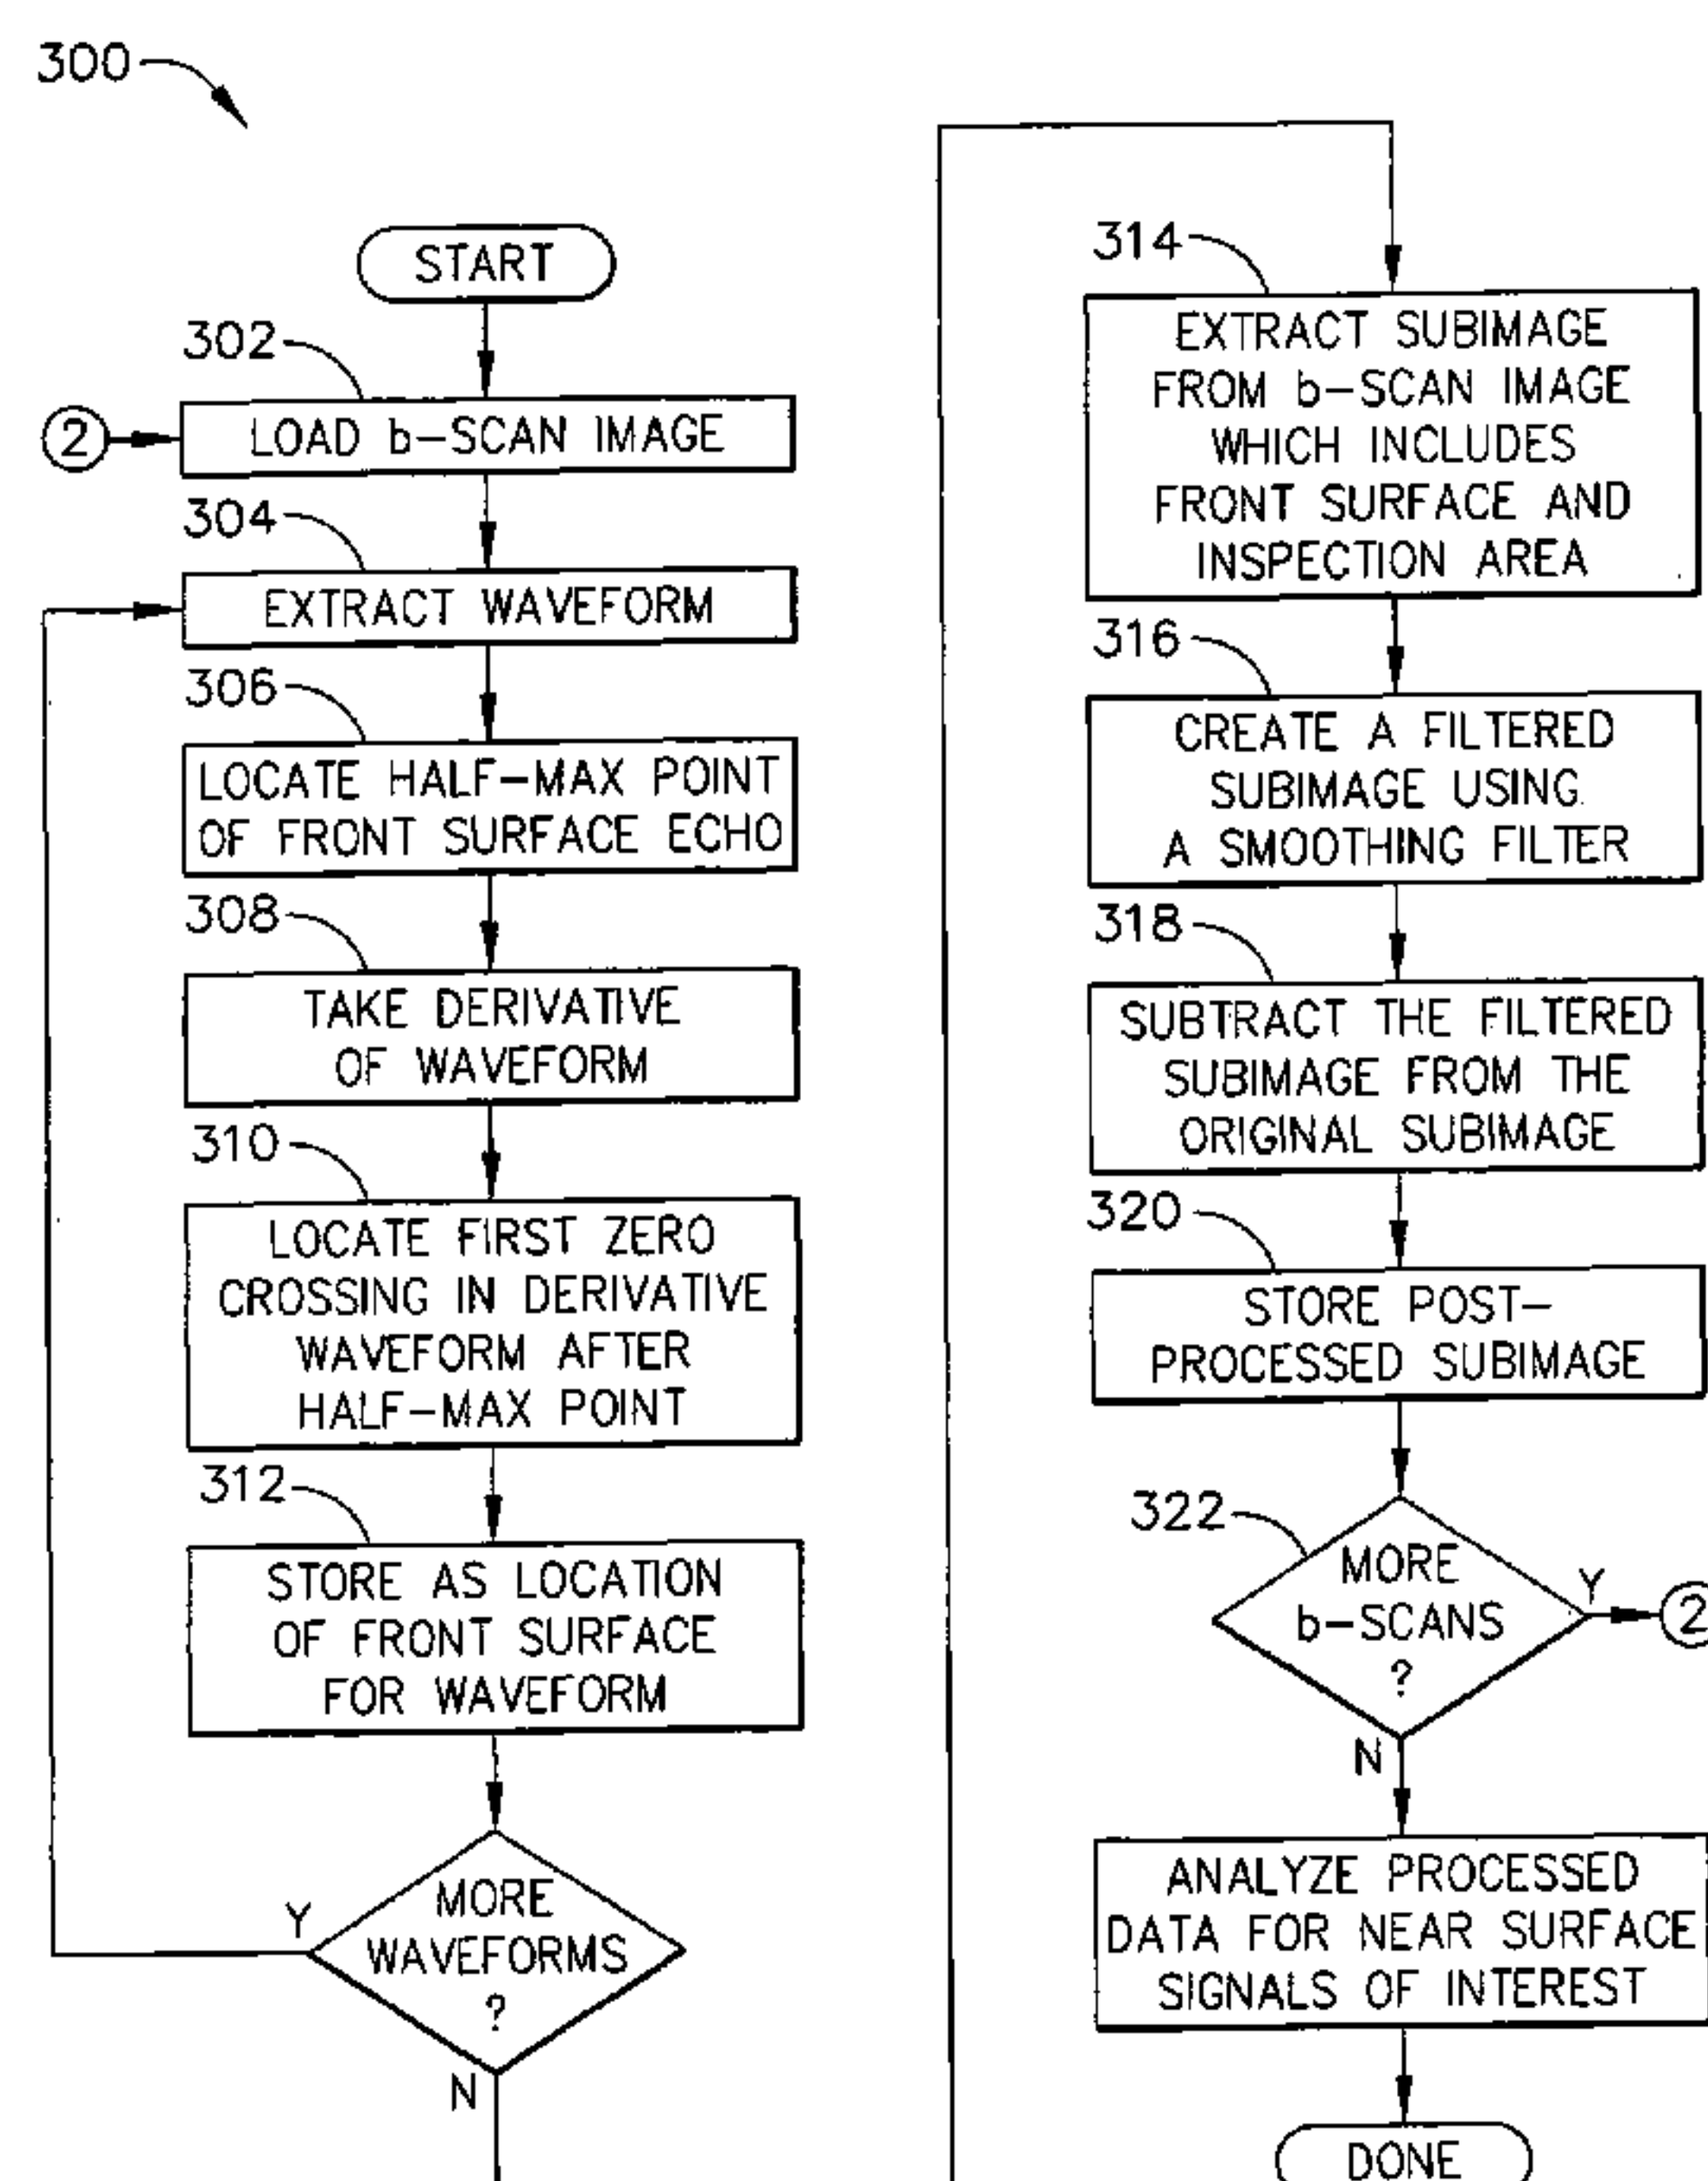 300
START
302
2
LOAD b-SCAN IMAGE
304
EXTRACT WAVEFORM
306
LOCATE HALF-MAX POINT
OF FRONT SURFACE ECHO
308
TAKE DERIVATIVE
OF WAVEFORM
310
LOCATE FIRST ZERO
CROSSING IN DERIVATIVE
WAVEFORM AFTER
HALF-MAX POINT
312
STORE AS LOCATION
OF FRONT SURFACE
FOR WAVEFORM
Y
MORE
WAVEFORMS
?
N
314
EXTRACT SUBIMAGE
FROM b-SCAN IMAGE
WHICH INCLUDES
FRONT SURFACE AND
INSPECTION AREA
316
CREATE A FILTERED
SUBIMAGE USING
A SMOOTHING FILTER
318
SUBTRACT THE FILTERED
SUBIMAGE FROM THE
ORIGINAL SUBIMAGE
320
STORE POST-
PROCESSED SUBIMAGE
322
MORE
b-SCANS
?
Y
2
N
ANALYZE PROCESSED
DATA FOR NEAR SURFACE
SIGNALS OF INTEREST
DONE